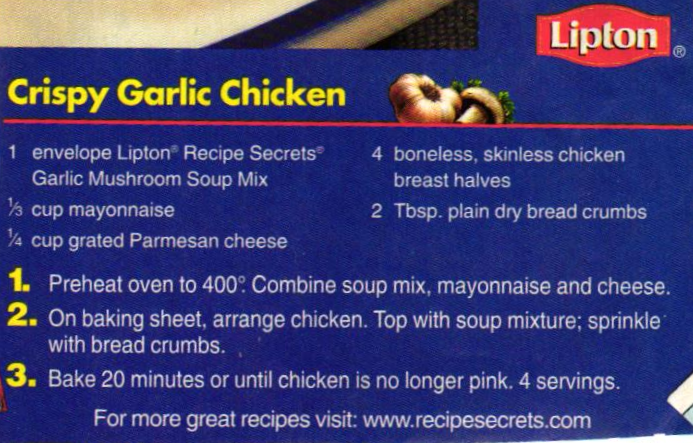 Lipton®
Crispy Garlic Chicken
1 envelope Lipton® Recipe Secrets®
Garlic Mushroom Soup Mix
⅓ cup mayonnaise
¼ cup grated Parmesan cheese
4 boneless, skinless chicken
breast halves
2 Tbsp. plain dry bread crumbs
1. Preheat oven to 400°. Combine soup mix, mayonnaise and cheese.
2. On baking sheet, arrange chicken. Top with soup mixture; sprinkle
with bread crumbs.
3. Bake 20 minutes or until chicken is no longer pink. 4 servings.
For more great recipes visit: www.recipesecrets.com